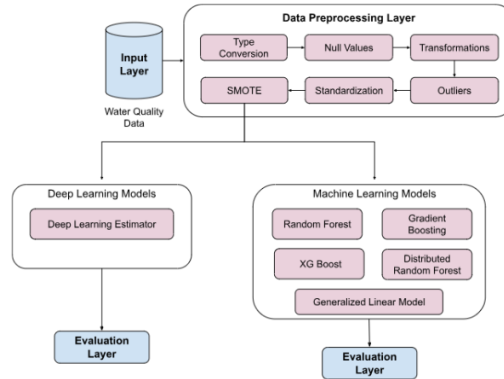 Data Preprocessing Layer
Input
Layer
Type
Conversion
Null Values
Transformations
SMOTE
Standardization
Outliers
Water Quality
Data
Deep Learning Models
Deep Learning Estimator
Machine Learning Models
Random Forest
Gradient
Boosting
XG Boost
Distributed
Random Forest
Generalized Linear Model
Evaluation
Layer
Evaluation
Layer